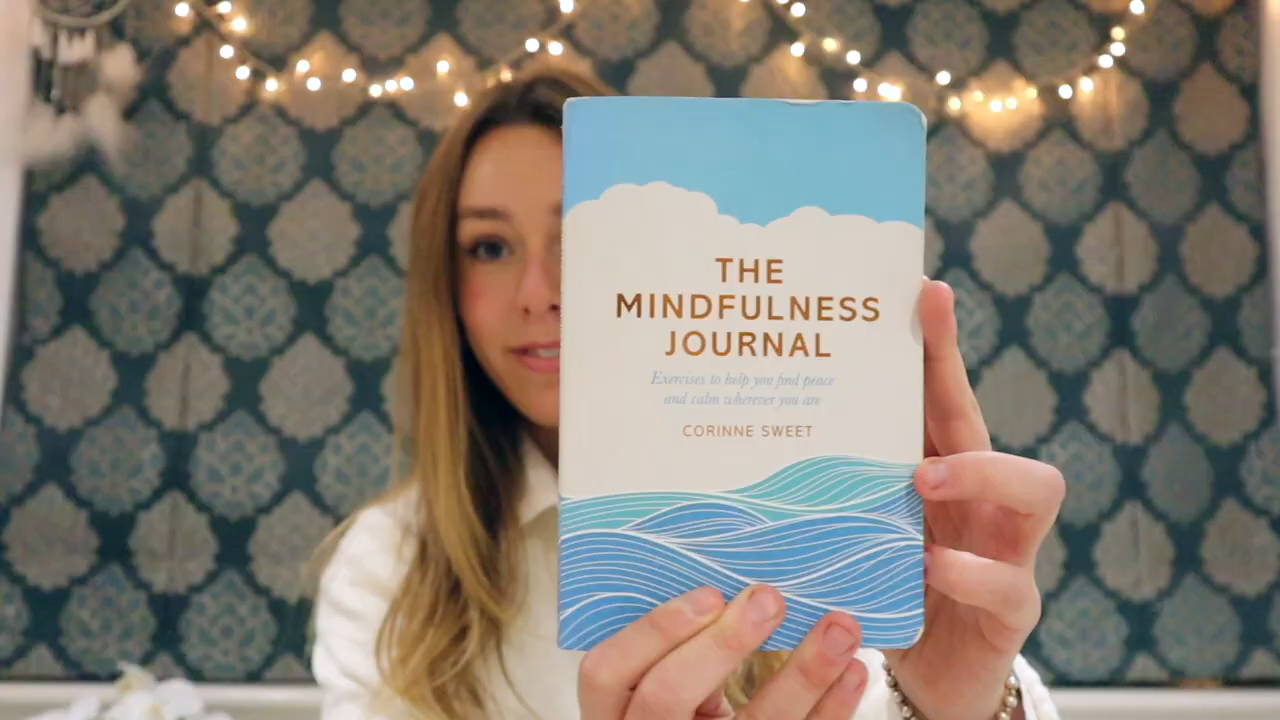 THE
MINDFULNESS
JOURNAL
Exercises to help you find peace
and calm wherever you are
CORINNE SWEET